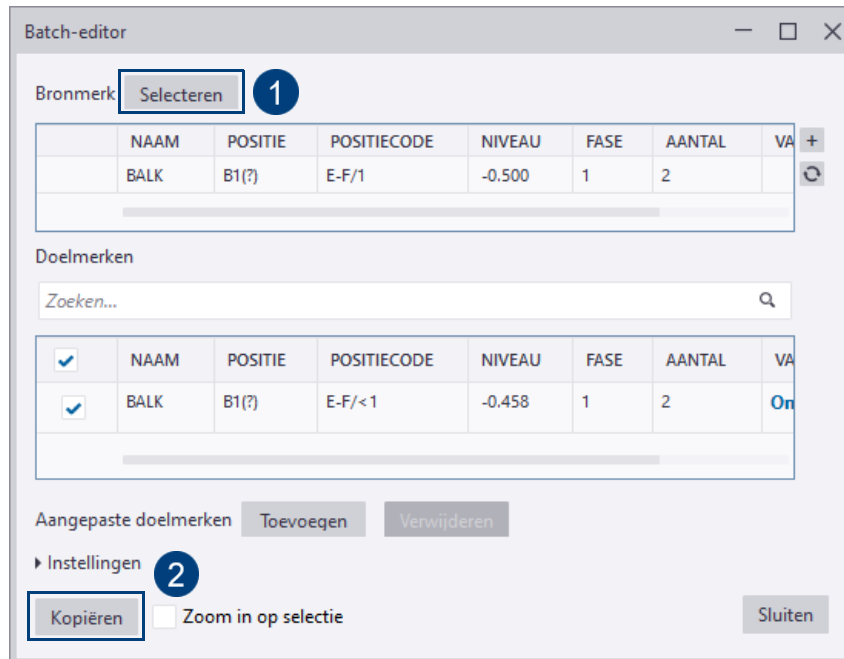 Batch-editor
Bronmerk Selecteren 1
NAAM POSITIE POSITIECODE NIVEAU FASE AANTAL VA +
BALK B1(?) E-F/1 -0.500 1 2
Doelmerken
Zoeken...
NAAM POSITIE POSITIECODE NIVEAU FASE AANTAL VA
BALK B1(?) E-F/<1 -0.458 1 2 On
Aangepaste doelmerken Toevoegen Verwijderen
Instellingen 2
Kopiëren Zoom in op selectie Sluiten